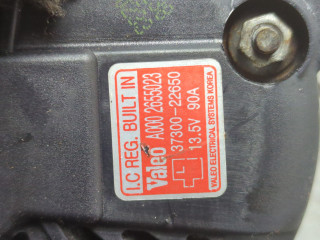 I.C REG. BUILT IN
Valeo A000 2655023
37300-22650
13.5V 90A
VALEO ELECTRICAL SYSTEMS KOREA